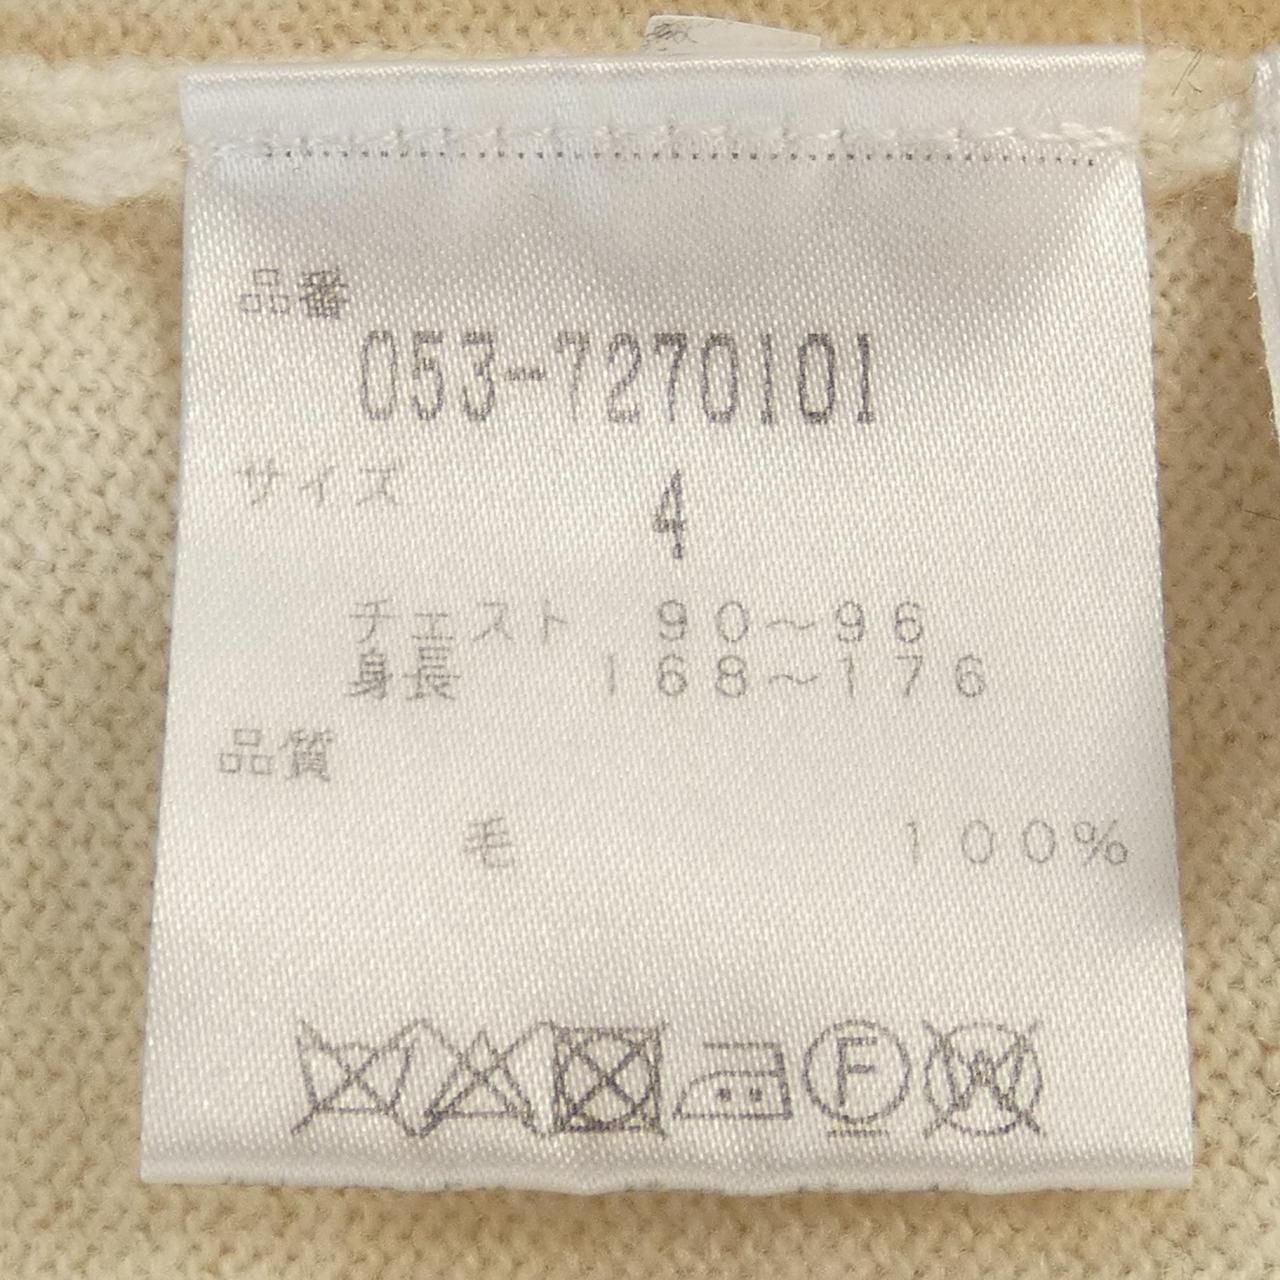 品番
053-7270101
サイズ 4
チェスト 90～96
身長 168～176
品質
毛 100%
F W